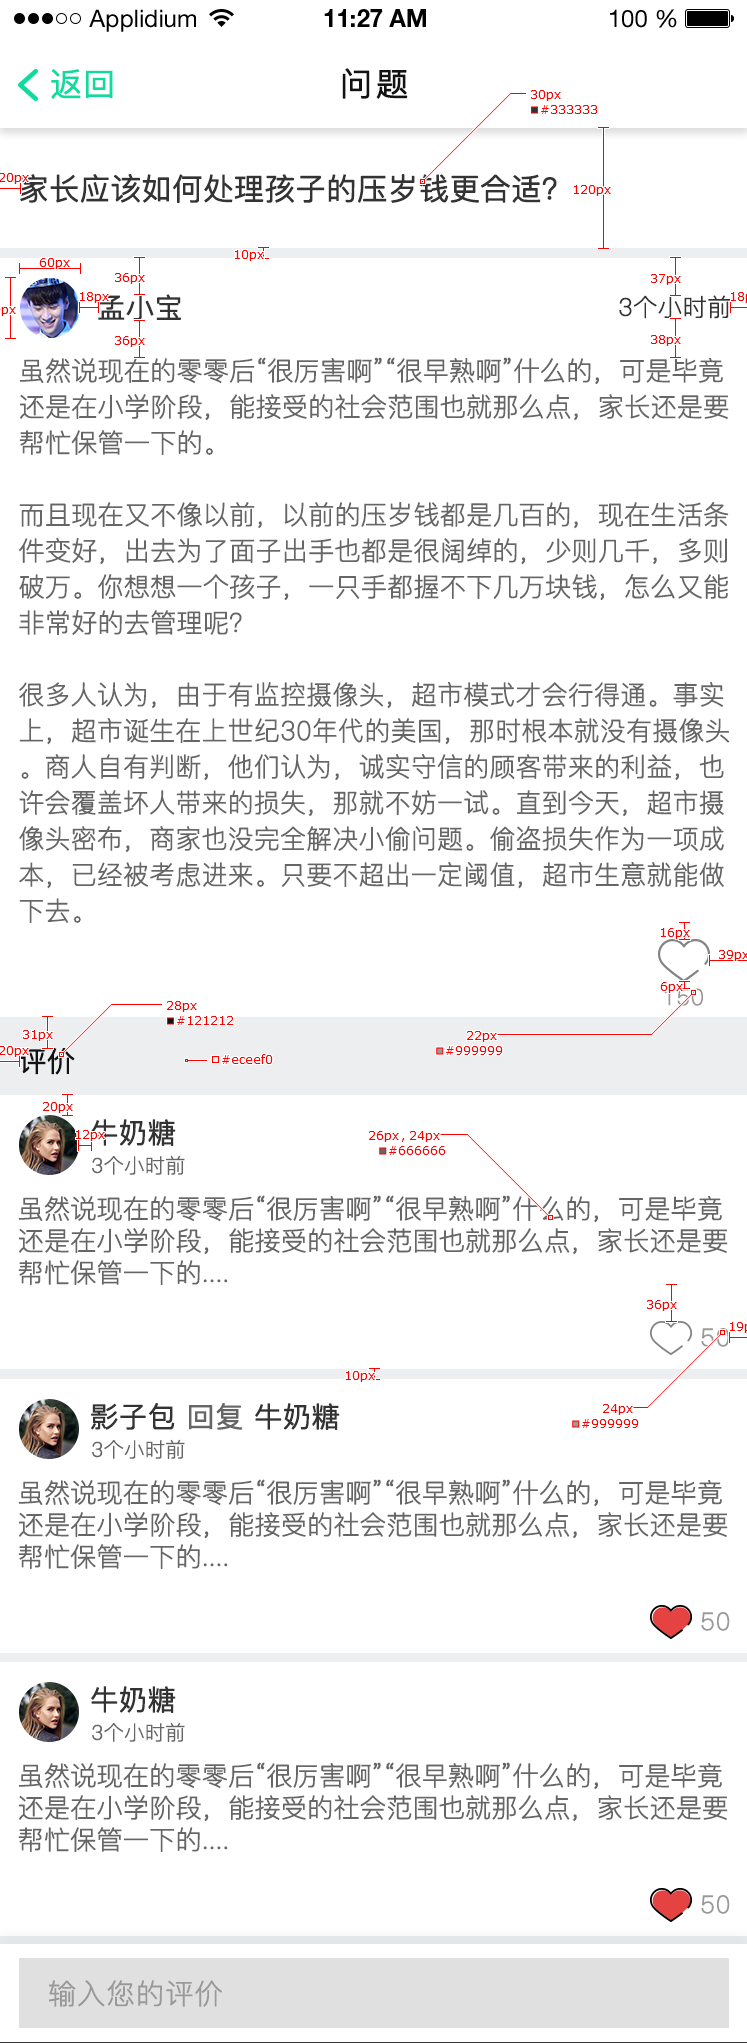 Applidium 11:27 AM 100 %
返回 问题
30px
#333333
20px
家长应该如何处理孩子的压岁钱更合适?
120px
10px
60px
36px
37px
18px
孟小宝
3个小时前
36px
38px
虽然说现在的零零后“很厉害啊”“很早熟啊”什么的，可是毕竟
还是在小学阶段，能接受的社会范围也就那么点，家长还是要
帮忙保管一下的。
而且现在又不像以前，以前的压岁钱都是几百的，现在生活条
件变好，出去为了面子出手也都是很阔绰的，少则几千，多则
破万。你想想一个孩子，一只手都握不下几万块钱，怎么又能
非常好的去管理呢?
很多人认为，由于有监控摄像头，超市模式才会行得通。事实
上，超市诞生在上世纪30年代的美国，那时根本就没有摄像头
。商人自有判断，他们认为，诚实守信的顾客带来的利益，也
许会覆盖坏人带来的损失，那就不妨一试。直到今天，超市摄
像头密布，商家也没完全解决小偷问题。偷盗损失作为一项成
本，已经被考虑进来。只要不超出一定阈值，超市生意就能做
下去。
16px
39px
6px
150
28px
#121212
31px
20px
评价
#eceef0
22px
#999999
20px
12px
牛奶糖
3个小时前
26px，24px
#666666
虽然说现在的零零后“很厉害啊”“很早熟啊”什么的，可是毕竟
还是在小学阶段，能接受的社会范围也就那么点，家长还是要
帮忙保管一下的....
36px
50
10px
24px
#999999
影子包 回复 牛奶糖
3个小时前
虽然说现在的零零后“很厉害啊”“很早熟啊”什么的，可是毕竟
还是在小学阶段，能接受的社会范围也就那么点，家长还是要
帮忙保管一下的....
50
牛奶糖
3个小时前
虽然说现在的零零后“很厉害啊”“很早熟啊”什么的，可是毕竟
还是在小学阶段，能接受的社会范围也就那么点，家长还是要
帮忙保管一下的....
50
输入您的评价